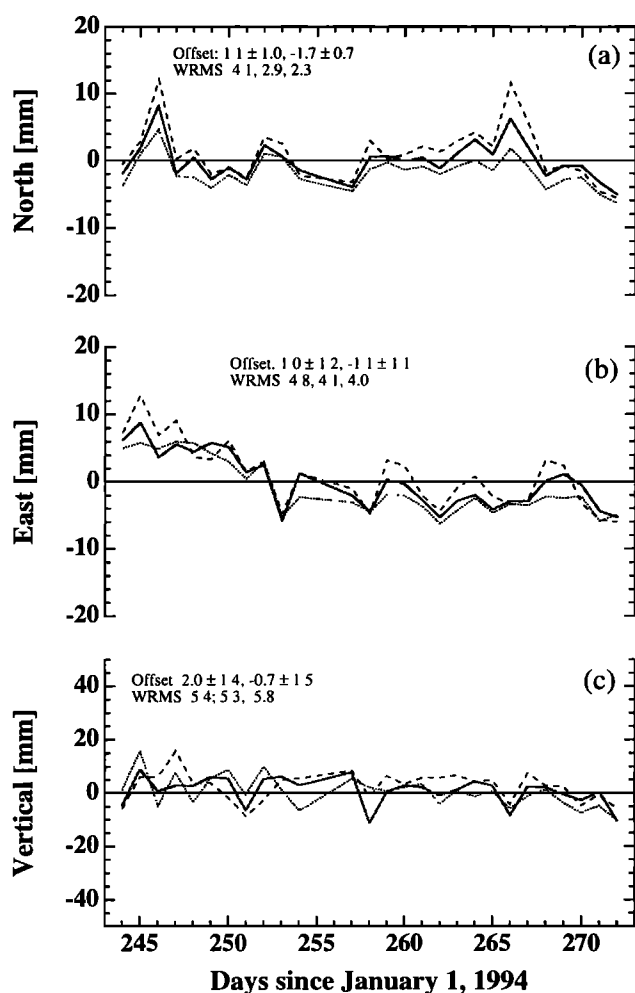 20
10
0
-10
-20
North [mm]
Offset: 1 1 ± 1.0, -1.7 ± 0.7
WRMS 4 1, 2.9, 2.3
(a)
20
10
0
-10
-20
East [mm]
Offset. 1 0 ± 1 2, -1 1 ± 1 1
WRMS 4 8, 4 1, 4.0
(b)
40
20
0
-20
-40
Vertical [mm]
Offset 2.0 ± 1 4, -0.7 ± 1 5
WRMS 5 4; 5 3, 5.8
(c)
245 250 255 260 265 270
Days since January 1, 1994